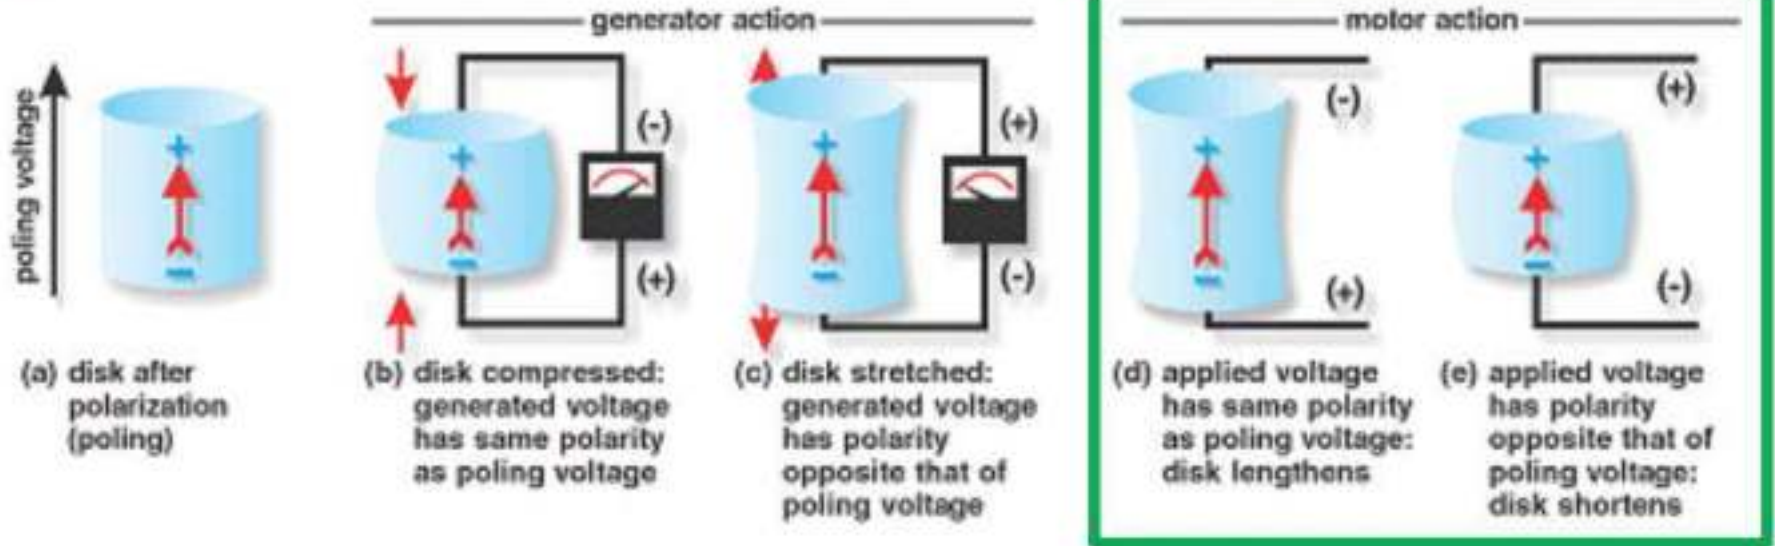 generator action
motor action
poling voltage
+
−
(-)
+
−
(+)
(+)
+
−
(-)
(-)
+
−
(+)
(+)
+
−
(-)
(a) disk after
polarization
(poling)
(b) disk compressed:
generated voltage
has same polarity
as poling voltage
(c) disk stretched:
generated voltage
has polarity
opposite that of
poling voltage
(d) applied voltage
has same polarity
as poling voltage:
disk lengthens
(e) applied voltage
has polarity
opposite that of
poling voltage:
disk shortens